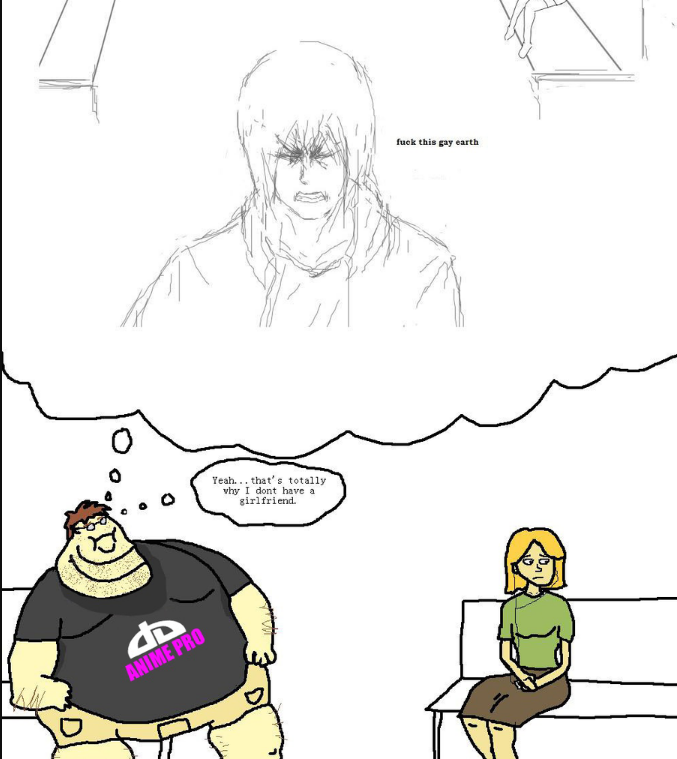 fuck this gay earth
Yeah...that's totally
why I dont have a
girlfriend.
ANIME PRO